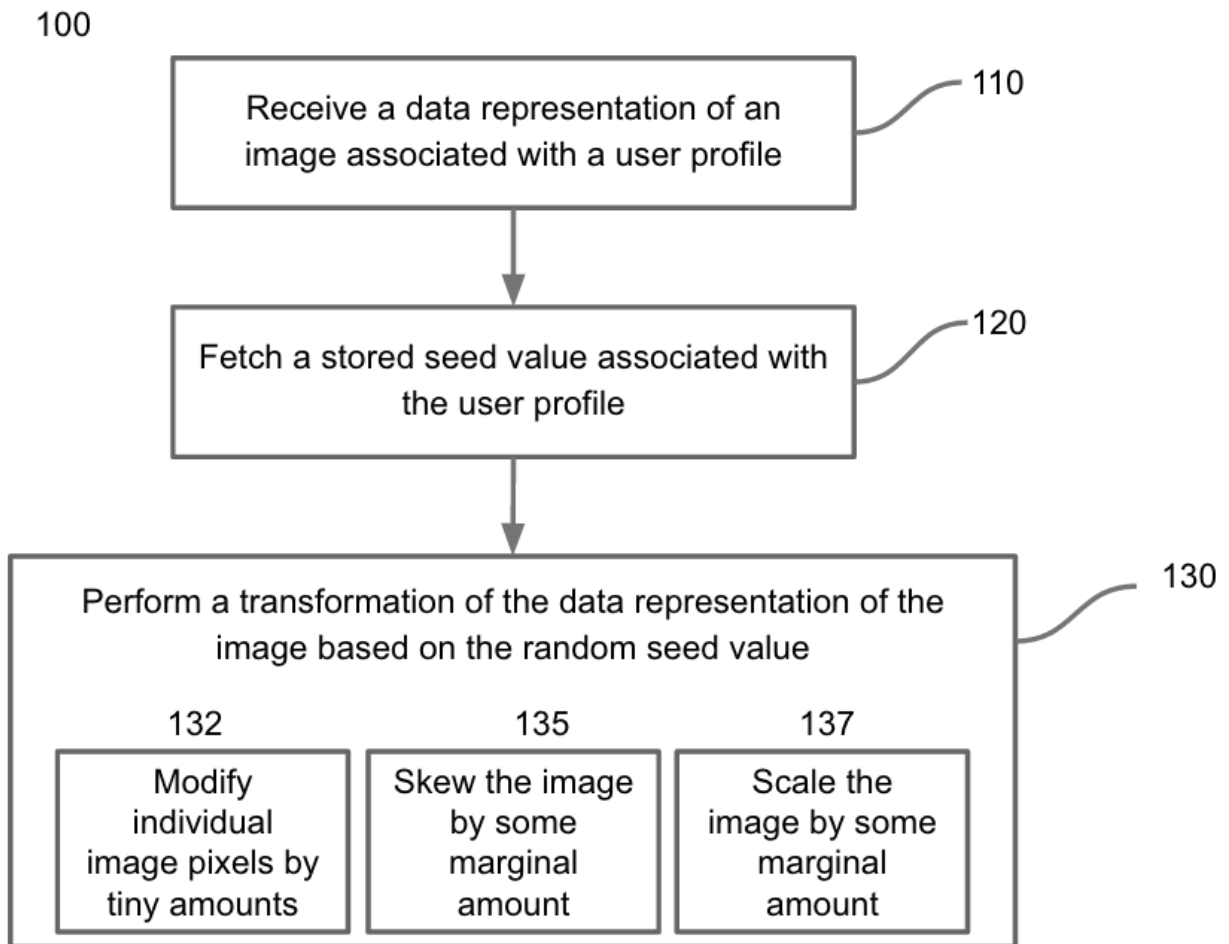 100
110
Receive a data representation of an
image associated with a user profile
120
Fetch a stored seed value associated with
the user profile
130
Perform a transformation of the data representation of the
image based on the random seed value
132
Modify
individual
image pixels by
tiny amounts
135
Skew the image
by some
marginal
amount
137
Scale the
image by some
marginal
amount